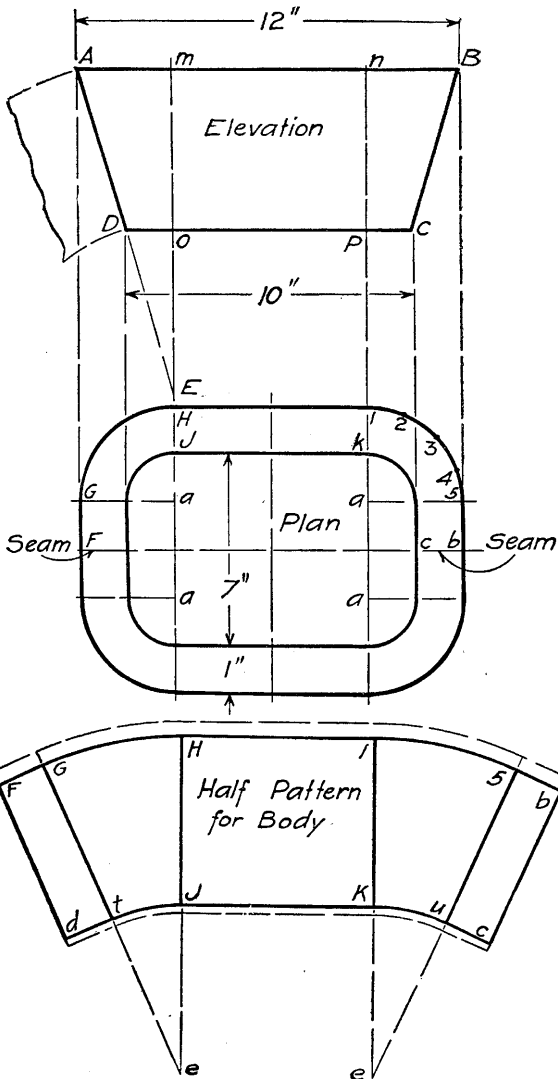 12"
A m n B
Elevation
D O P C
10"
E
H 1 2
J K 3
4
G a a 5
Plan
Seam F c b Seam
a 7" a
1"
H 1
F G 5 b
Half Pattern
for Body
d t J K u c
e e